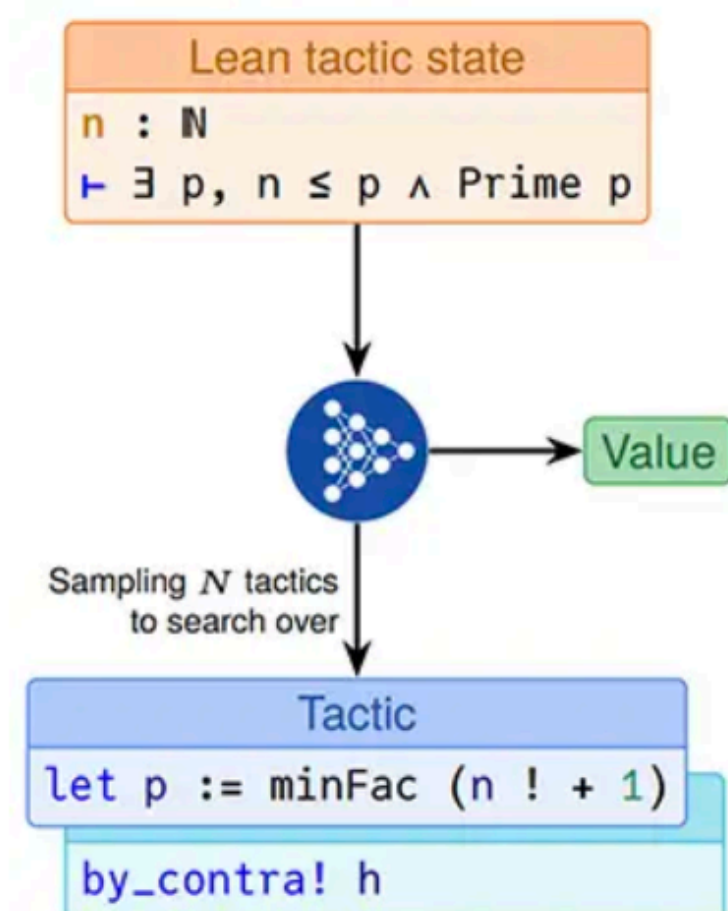 Lean tactic state
n : ℕ
⊢ ∃ p, n ≤ p ∧ Prime p
Value
Sampling N tactics
to search over
Tactic
let p := minFac (n ! + 1)
by_contra! h